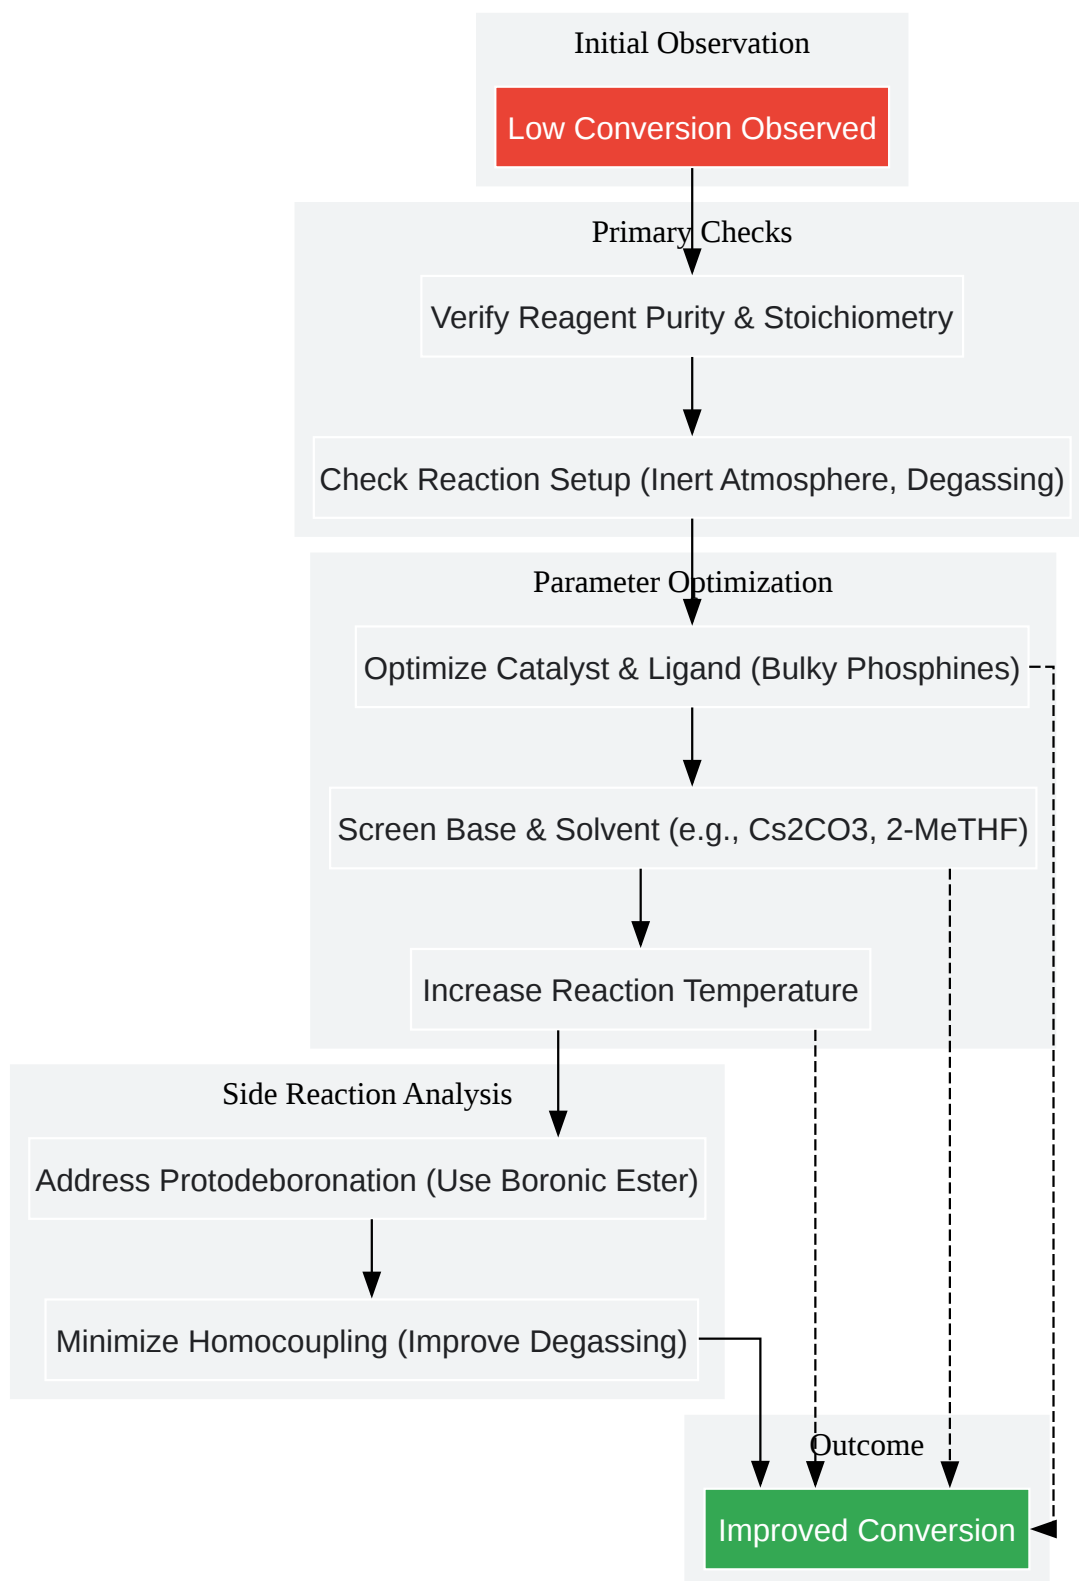 Initial Observation
Low Conversion Observed
Primary Checks
Verify Reagent Purity & Stoichiometry
Check Reaction Setup (Inert Atmosphere, Degassing)
Parameter Optimization
Optimize Catalyst & Ligand (Bulky Phosphines)
Screen Base & Solvent (e.g., Cs2CO3, 2-MeTHF)
Increase Reaction Temperature
Side Reaction Analysis
Address Protodeboronation (Use Boronic Ester)
Minimize Homocoupling (Improve Degassing)
Outcome
Improved Conversion